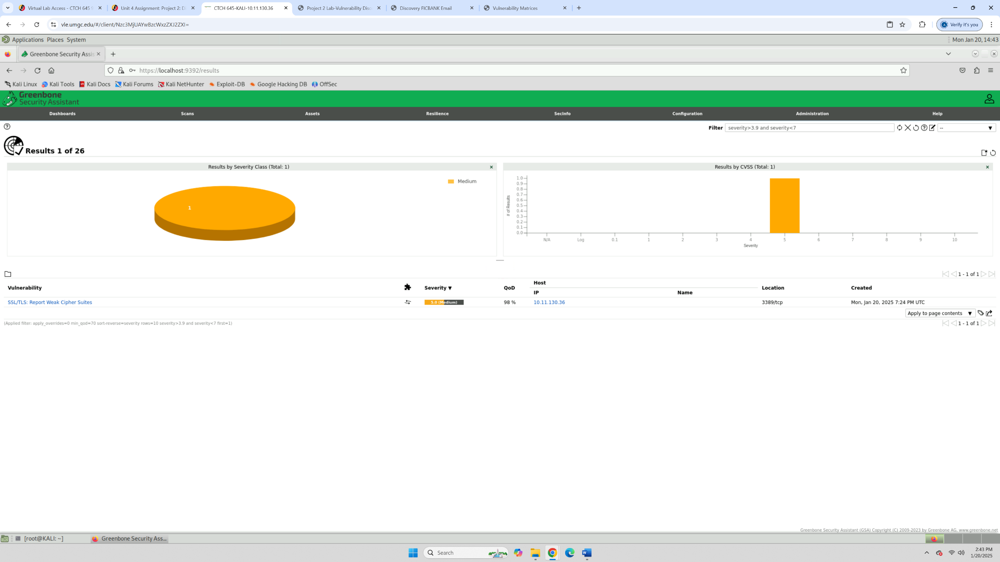 Virtual Lab Access - CTCH 645 9
Unit 4 Assignment: Project 2: Di
CTCH 645-KALI-10.11.130.36
Project 2 Lab-Vulnerability Disc
Discovery FICBANK Email
Vulnerability Matrices
vle.umgc.edu/#/client/Nzc3MjUAYwBzcWxzZXJ2ZXI=
Verify it's you
Applications Places System
Mon Jan 20, 14:43
Greenbone Security Assis
https://localhost:9392/results
Kali Linux Kali Tools Kali Docs Kali Forums Kali NetHunter Exploit-DB Google Hacking DB OffSec
Greenbone
Security Assistant
Dashboards Scans Assets Resilience SecInfo Configuration Administration Help
Filter severity>3.9 and severity<7 --
Results 1 of 26
Results by Severity Class (Total: 1)
Medium
1
Results by CVSS (Total: 1)
1.0
0.9
0.8
0.7
0.6
0.5
0.4
0.3
0.2
0.1
0.0
# of Results
N/A Log 0.1 1 2 3 4 5 6 7 8 9 10
Severity
1 - 1 of 1
Vulnerability Severity ▼ QoD Host Location Created
IP Name
SSL/TLS: Report Weak Cipher Suites 5.0 (Medium) 98 % 10.11.130.36 3389/tcp Mon, Jan 20, 2025 7:24 PM UTC
Apply to page contents ▼
(Applied filter: apply_overrides=0 min_qod=70 sort-reverse=severity rows=10 severity>3.9 and severity<7 first=1)
1 - 1 of 1
Greenbone Security Assistant (GSA) Copyright (C) 2009-2023 by Greenbone AG, www.greenbone.net
[root@KALI: ~]
Greenbone Security Ass...
Search
2:43 PM
1/20/2025